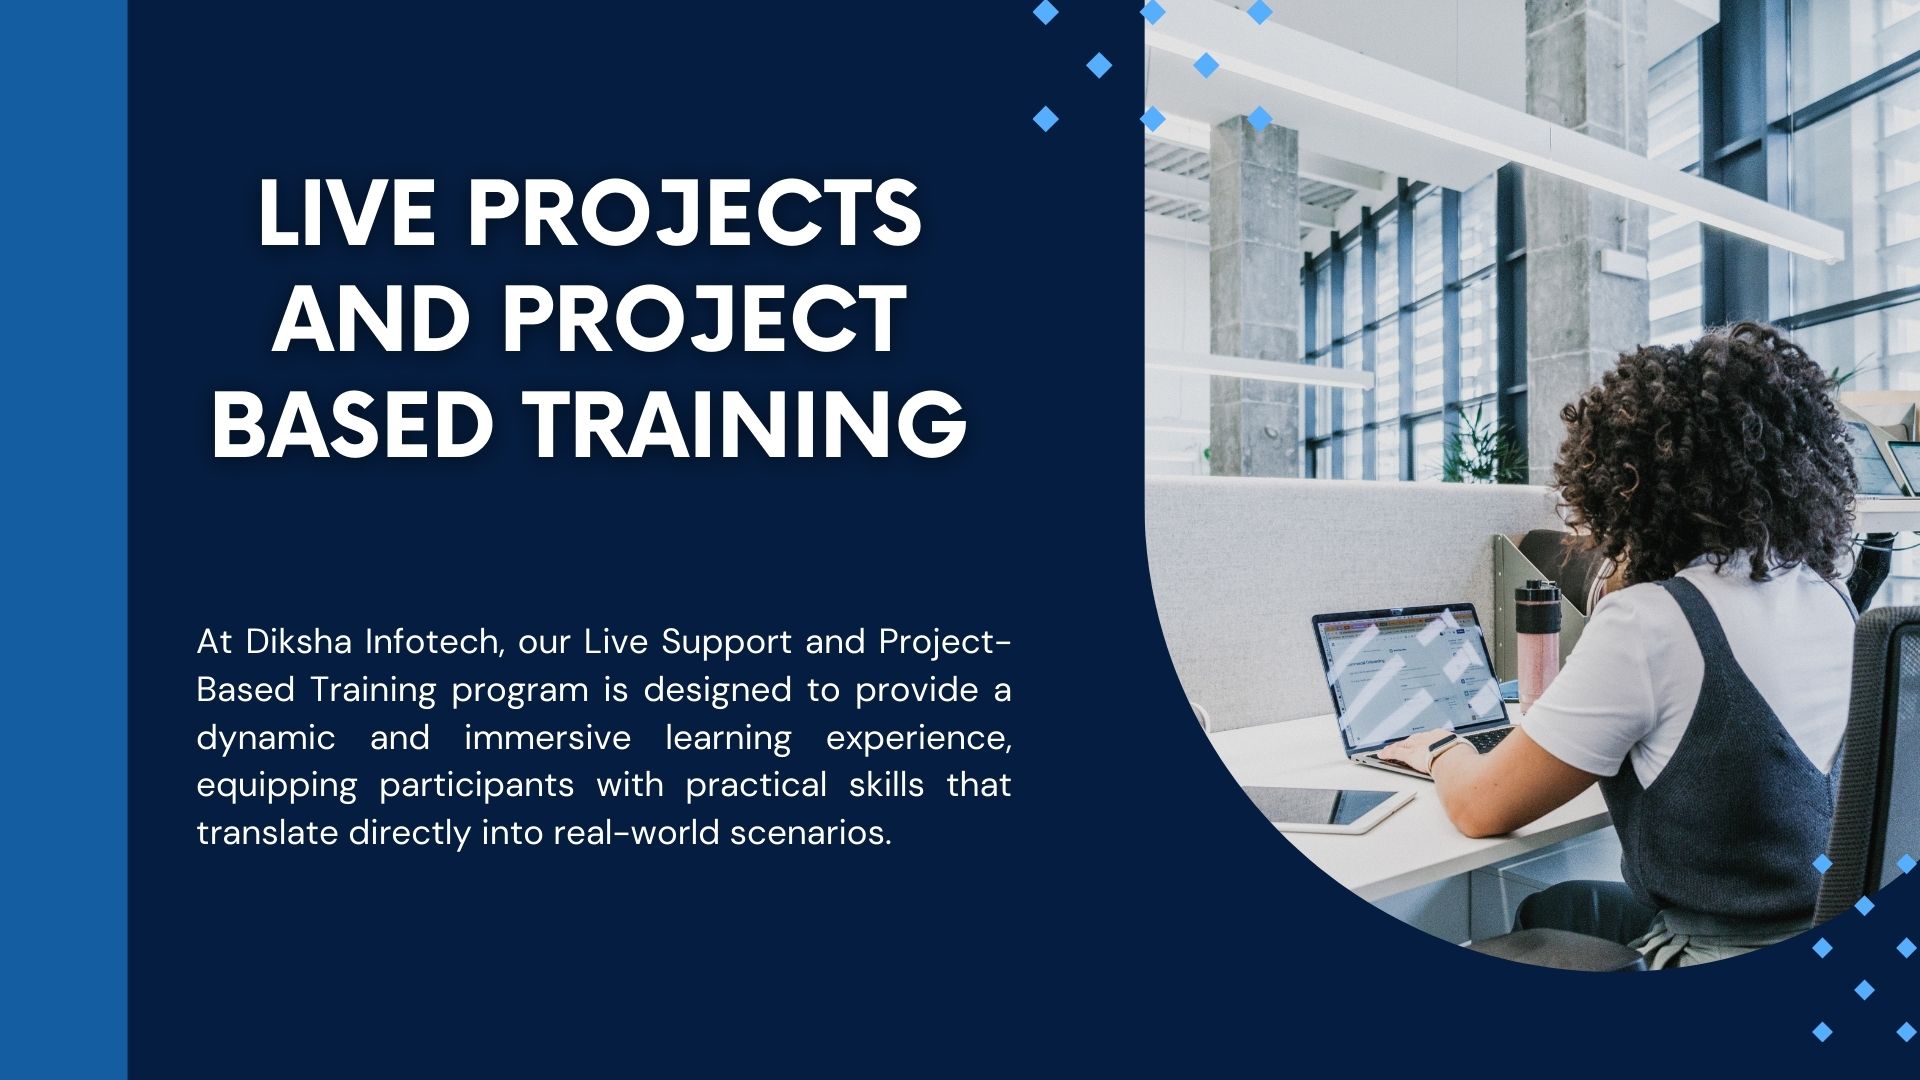 LIVE PROJECTS
AND PROJECT
BASED TRAINING
At Diksha Infotech, our Live Support and Project-
Based Training program is designed to provide a
dynamic and immersive learning experience,
equipping participants with practical skills that
translate directly into real-world scenarios.